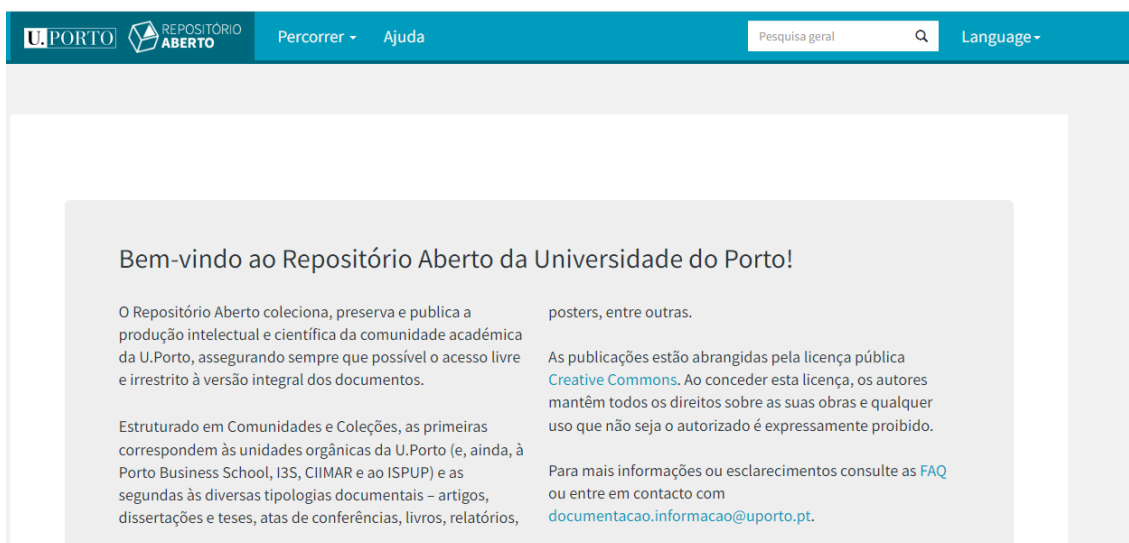 U.PORTO
REPOSITÓRIO
ABERTO
Percorrer
Ajuda
Pesquisa geral
Language
Bem-vindo ao Repositório Aberto da Universidade do Porto!
O Repositório Aberto coleciona, preserva e publica a
produção intelectual e científica da comunidade académica
da U.Porto, assegurando sempre que possível o acesso livre
e irrestrito à versão integral dos documentos.
Estruturado em Comunidades e Coleções, as primeiras
correspondem às unidades orgânicas da U.Porto (e, ainda, à
Porto Business School, I3S, CIIMAR e ao ISPUP) e as
segundas às diversas tipologias documentais – artigos,
dissertações e teses, atas de conferências, livros, relatórios,
posters, entre outras.
As publicações estão abrangidas pela licença pública
Creative Commons. Ao conceder esta licença, os autores
mantêm todos os direitos sobre as suas obras e qualquer
uso que não seja o autorizado é expressamente proibido.
Para mais informações ou esclarecimentos consulte as FAQ
ou entre em contacto com
documentacao.informacao@uporto.pt.